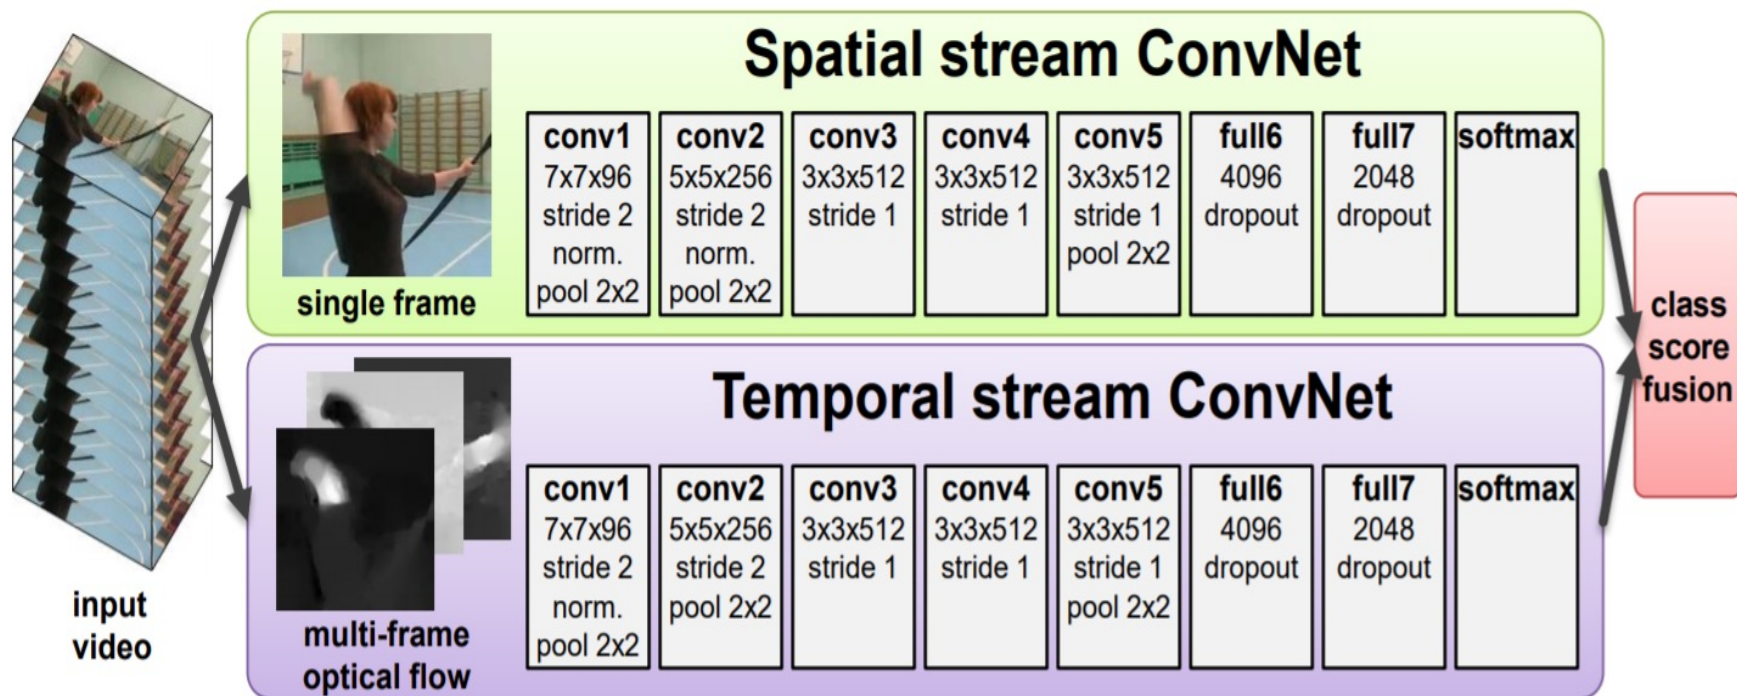 Spatial stream ConvNet
conv1
7x7x96
stride 2
norm.
pool 2x2
conv2
5x5x256
stride 2
norm.
pool 2x2
conv3
3x3x512
stride 1
conv4
3x3x512
stride 1
conv5
3x3x512
stride 1
pool 2x2
full6
4096
dropout
full7
2048
dropout
softmax
single frame
Temporal stream ConvNet
conv1
7x7x96
stride 2
norm.
pool 2x2
conv2
5x5x256
stride 2
pool 2x2
conv3
3x3x512
stride 1
conv4
3x3x512
stride 1
conv5
3x3x512
stride 1
pool 2x2
full6
4096
dropout
full7
2048
dropout
softmax
multi-frame
optical flow
input
video
class
score
fusion